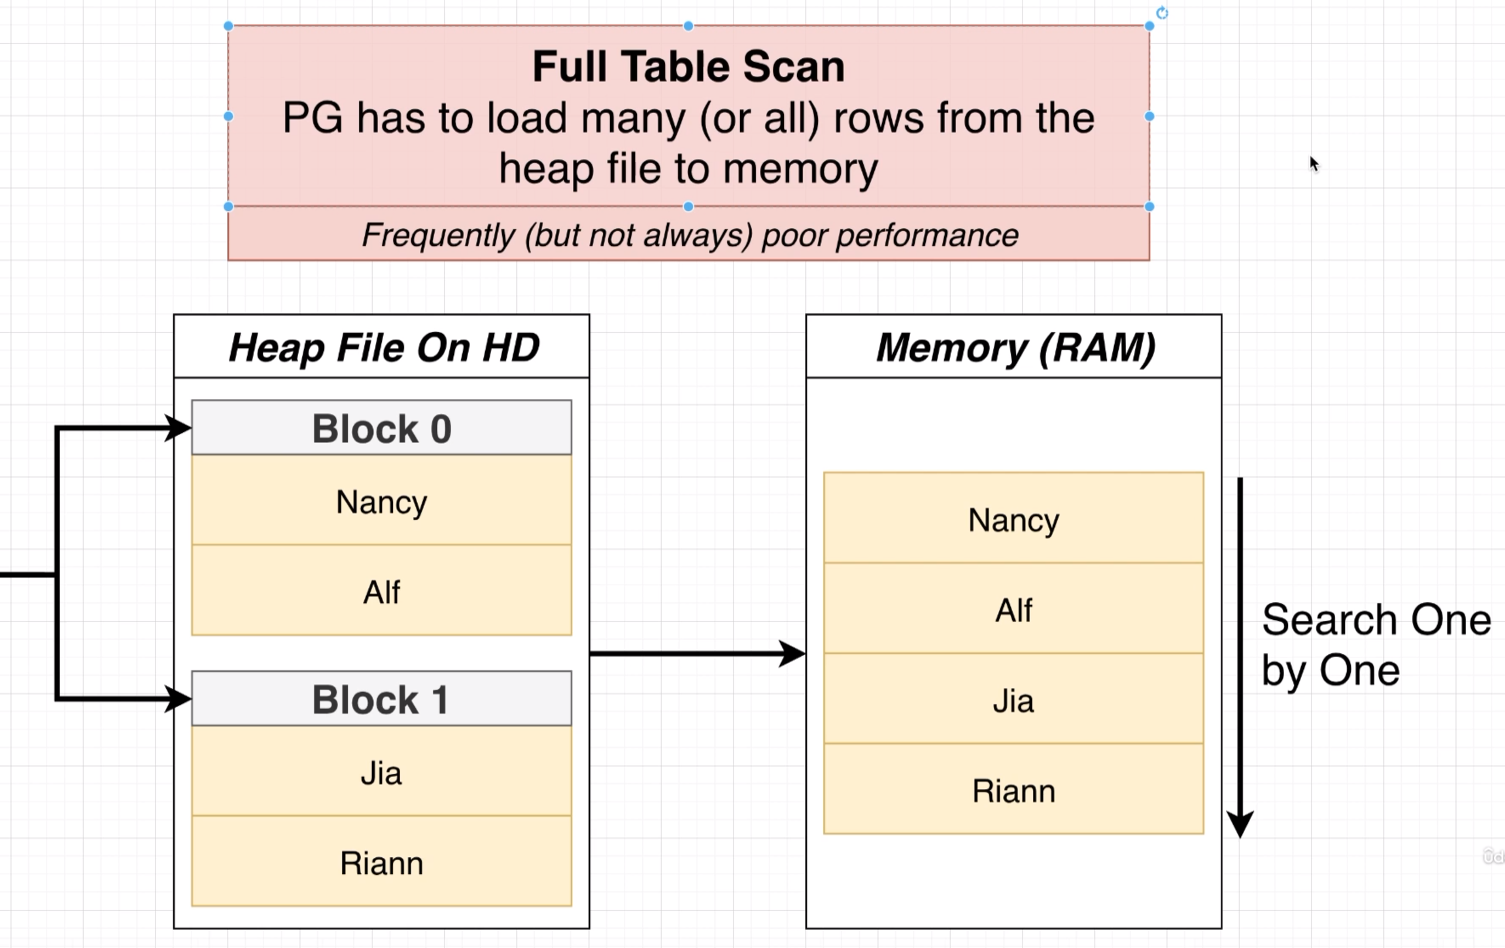 Full Table Scan
PG has to load many (or all) rows from the
heap file to memory
Frequently (but not always) poor performance
Heap File On HD
Block 0
Nancy
Alf
Block 1
Jia
Riann
Memory (RAM)
Nancy
Alf
Jia
Riann
Search One
by One